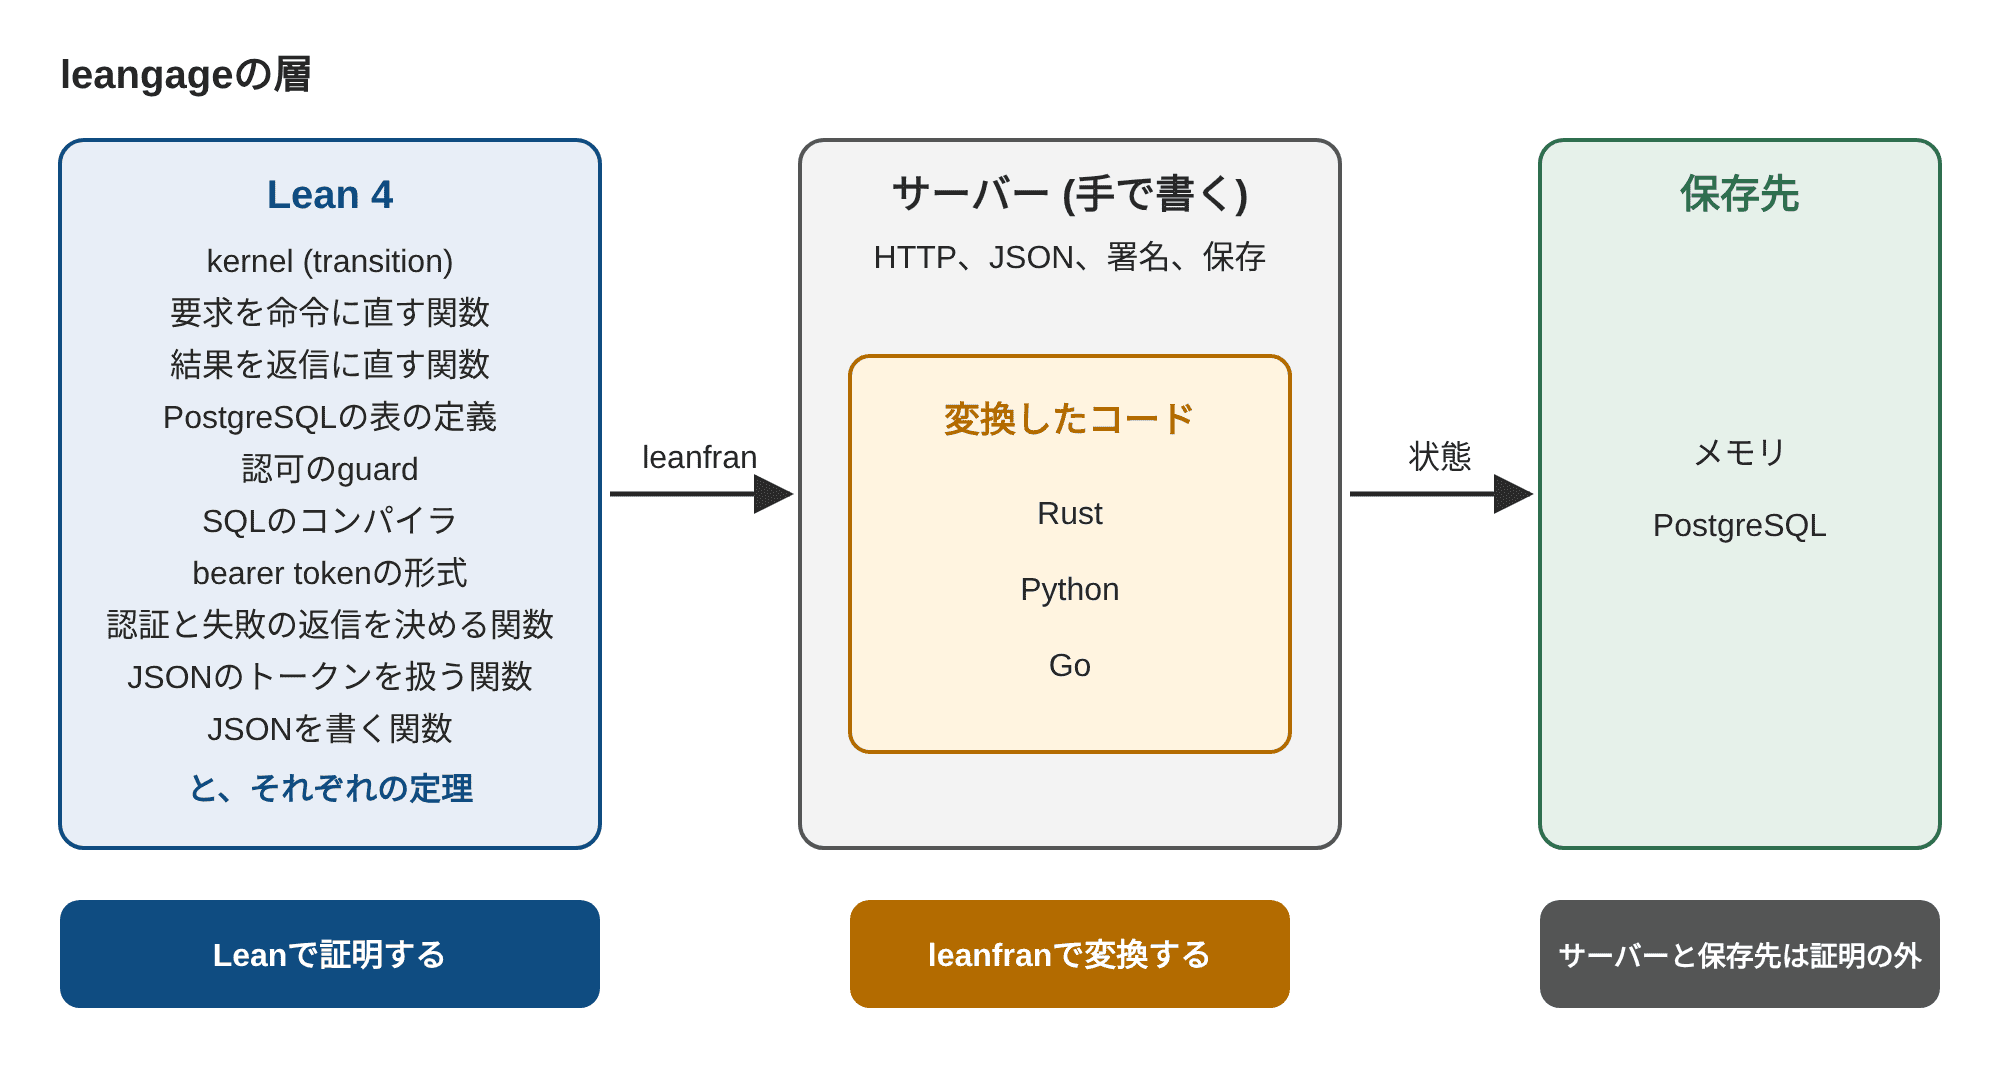 leangageの層
Lean 4
kernel (transition)
要求を命令に直す関数
結果を返信に直す関数
PostgreSQLの表の定義
認可のguard
SQLのコンパイラ
bearer tokenの形式
認証と失敗の返信を決める関数
JSONのトークンを扱う関数
JSONを書く関数
と、それぞれの定理
leanfran
サーバー (手で書く)
HTTP、JSON、署名、保存
変換したコード
Rust
Python
Go
状態
保存先
メモリ
PostgreSQL
Leanで証明する
leanfranで変換する
サーバーと保存先は証明の外